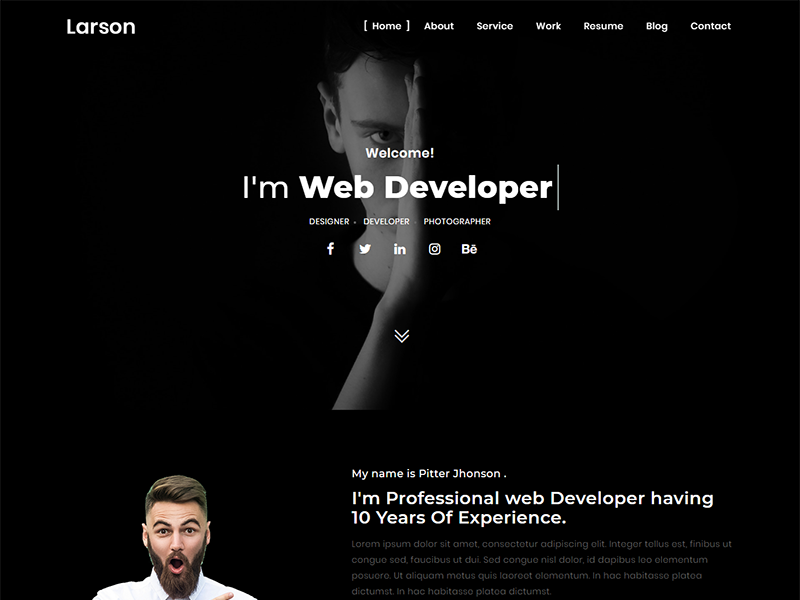 Larson
[ Home ] About Service Work Resume Blog Contact
Welcome!
I'm Web Developer
DESIGNER • DEVELOPER • PHOTOGRAPHER
Bē
My name is Pitter Jhonson .
I'm Professional web Developer having
10 Years Of Experience.
Lorem ipsum dolor sit amet, consectetur adipiscing elit. Integer tellus est, finibus ut
congue sed, faucibus ut dui. Sed congue nisl dolor, id dapibus leo elementum
posuere. Ut aliquam metus quis laoreet elementum. In hac habitasse platea
dictumst. In hac habitasse platea dictumst.